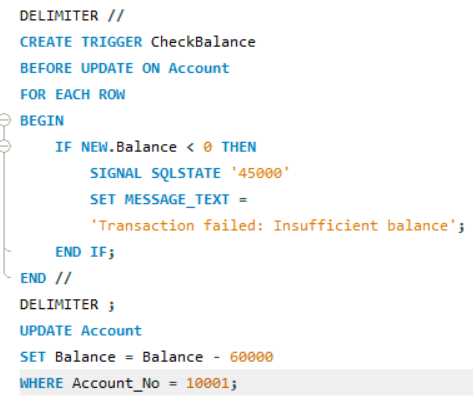 DELIMITER //
CREATE TRIGGER CheckBalance
BEFORE UPDATE ON Account
FOR EACH ROW
BEGIN
    IF NEW.Balance < 0 THEN
        SIGNAL SQLSTATE '45000'
        SET MESSAGE_TEXT =
        'Transaction failed: Insufficient balance';
    END IF;
END //
DELIMITER ;
UPDATE Account
SET Balance = Balance - 60000
WHERE Account_No = 10001;